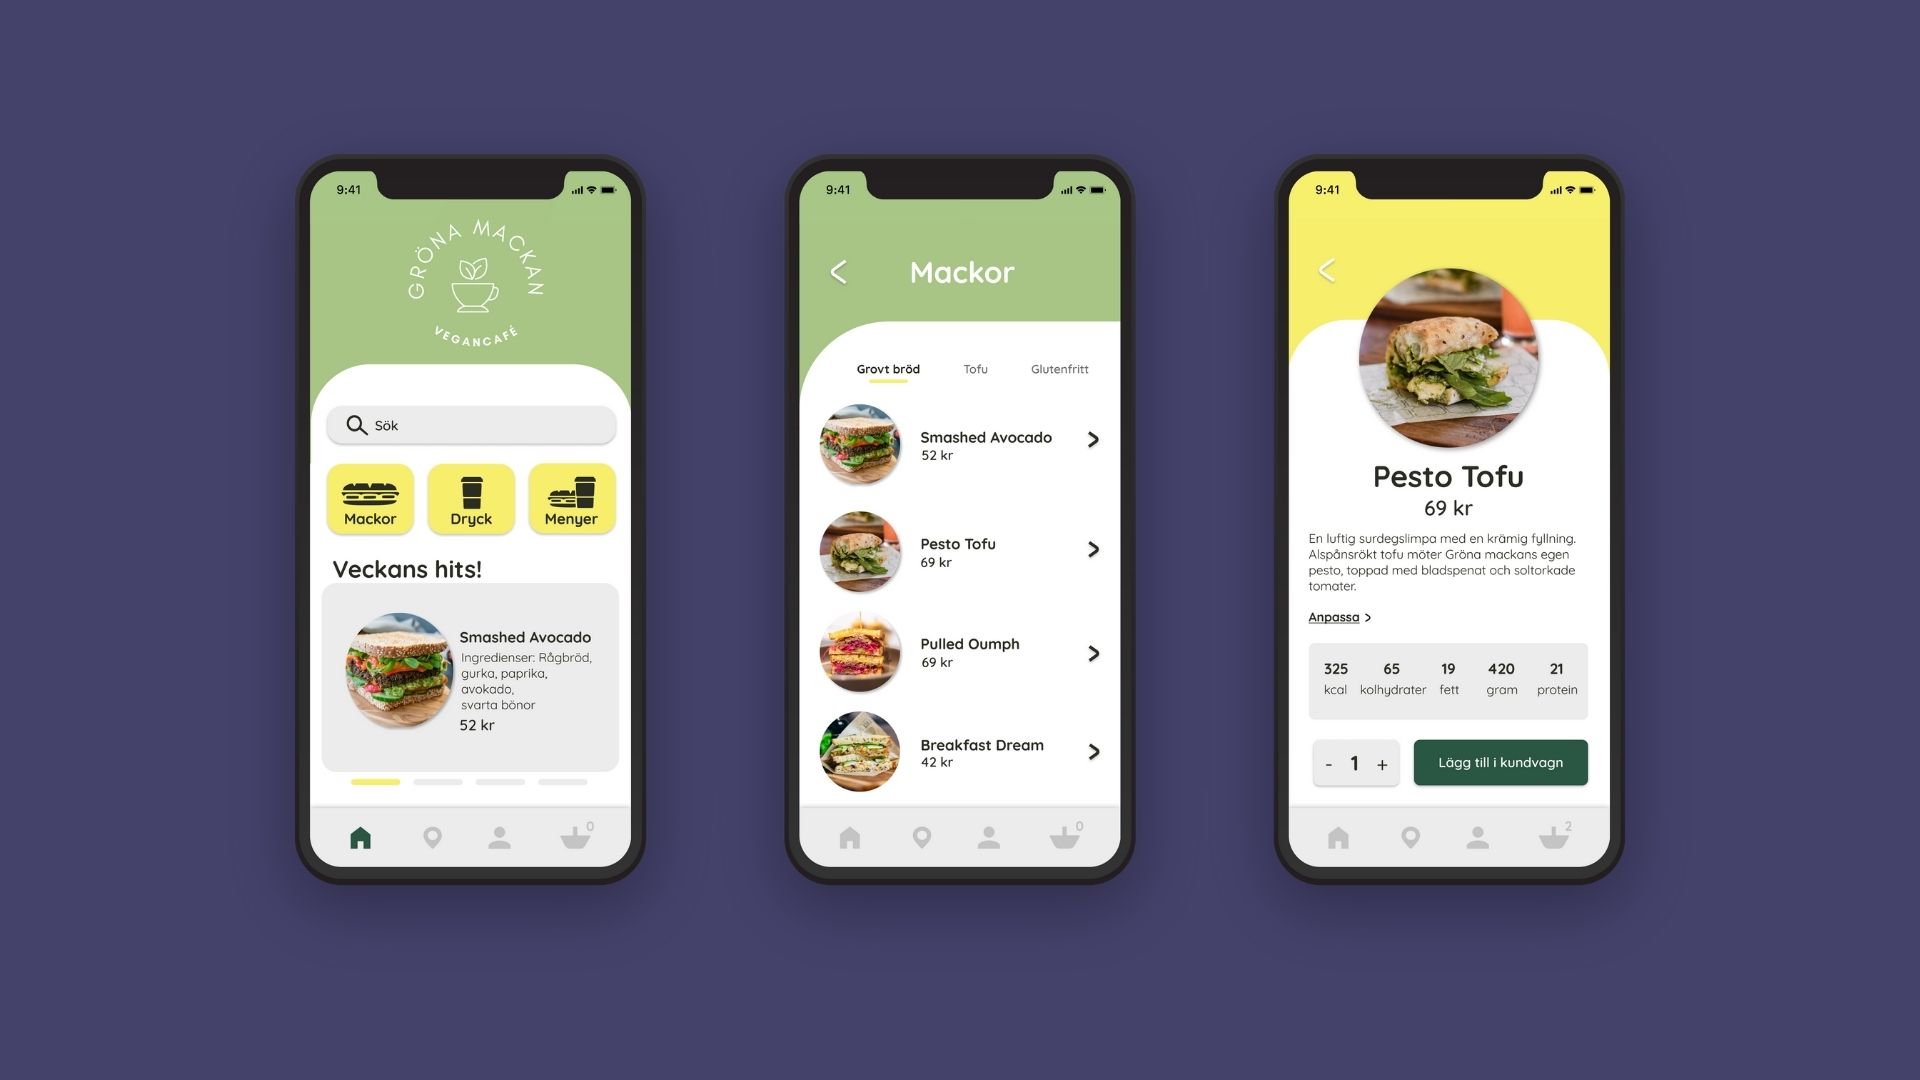 9:41
GRÖNA MACKAN
VEGANCAFÉ
Sök
Mackor
Dryck
Menyer
Veckans hits!
Smashed Avocado
Ingredienser: Rågbröd,
gurka, paprika,
avokado,
svarta bönor
52 kr
0
9:41
Mackor
Grovt bröd
Tofu
Glutenfritt
Smashed Avocado
52 kr
Pesto Tofu
69 kr
Pulled Oumph
69 kr
Breakfast Dream
42 kr
0
9:41
Pesto Tofu
69 kr
En luftig surdegslimpa med en krämig fyllning.
Alspånsrökt tofu möter Gröna mackans egen
pesto, toppad med bladspenat och soltorkade
tomater.
Anpassa >
325 65 19 420 21
kcal kolhydrater fett gram protein
- 1 +
Lägg till i kundvagn
2